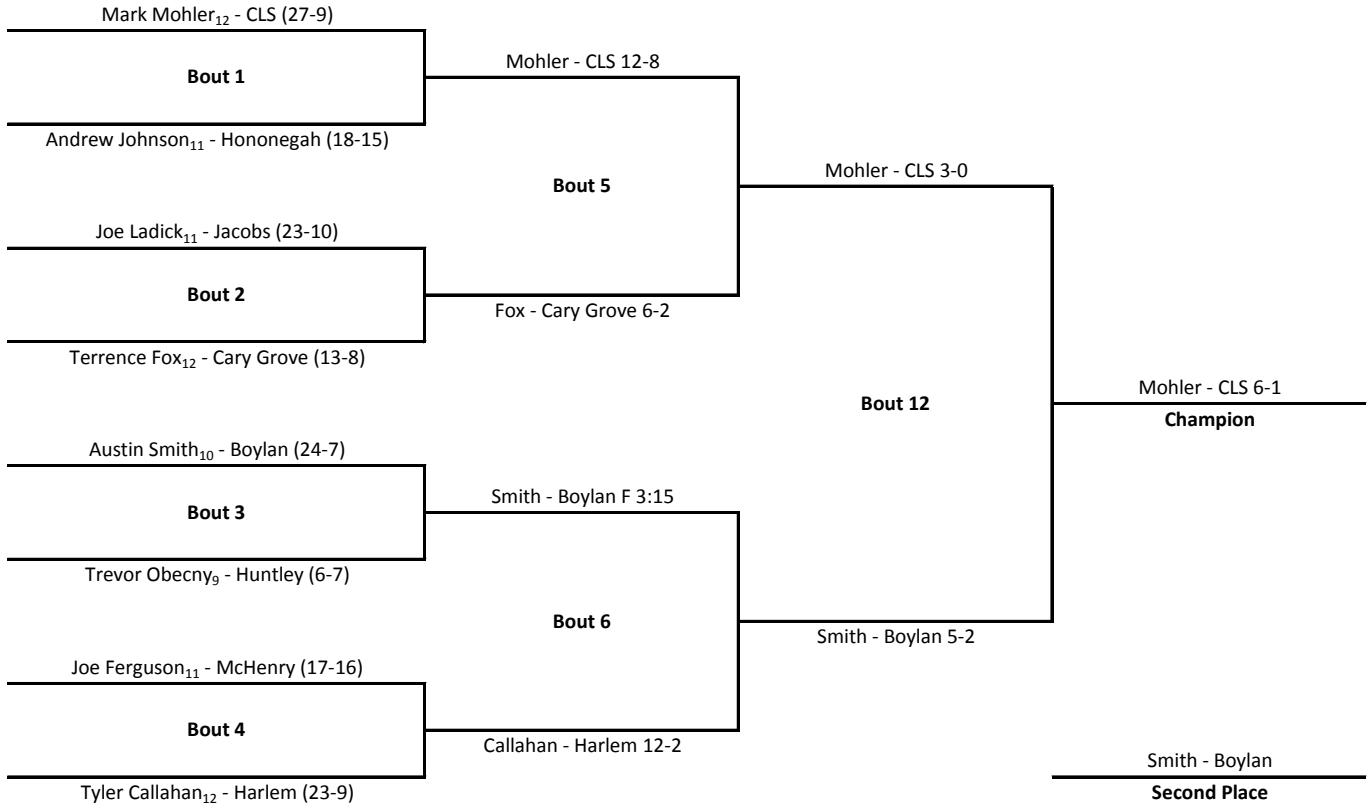 Mark Mohler₁₂ - CLS (27-9)
Bout 1
Mohler - CLS 12-8
Andrew Johnson₁₁ - Hononegah (18-15)
Bout 5
Mohler - CLS 3-0
Joe Ladick₁₁ - Jacobs (23-10)
Bout 2
Fox - Cary Grove 6-2
Terrence Fox₁₂ - Cary Grove (13-8)
Bout 12
Mohler - CLS 6-1
Champion
Austin Smith₁₀ - Boylan (24-7)
Bout 3
Smith - Boylan F 3:15
Trevor Obecny₉ - Huntley (6-7)
Bout 6
Smith - Boylan 5-2
Joe Ferguson₁₁ - McHenry (17-16)
Bout 4
Callahan - Harlem 12-2
Tyler Callahan₁₂ - Harlem (23-9)
Smith - Boylan
Second Place